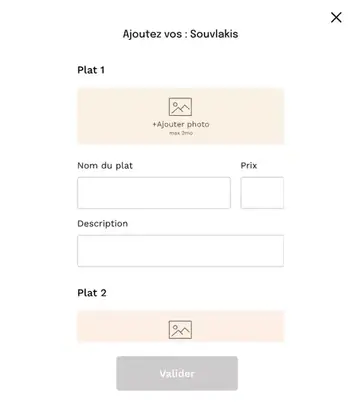 Ajoutez vos : Souvlakis
Plat 1
+Ajouter photo
max 3mo
Nom du plat Prix
Description
Plat 2
Valider